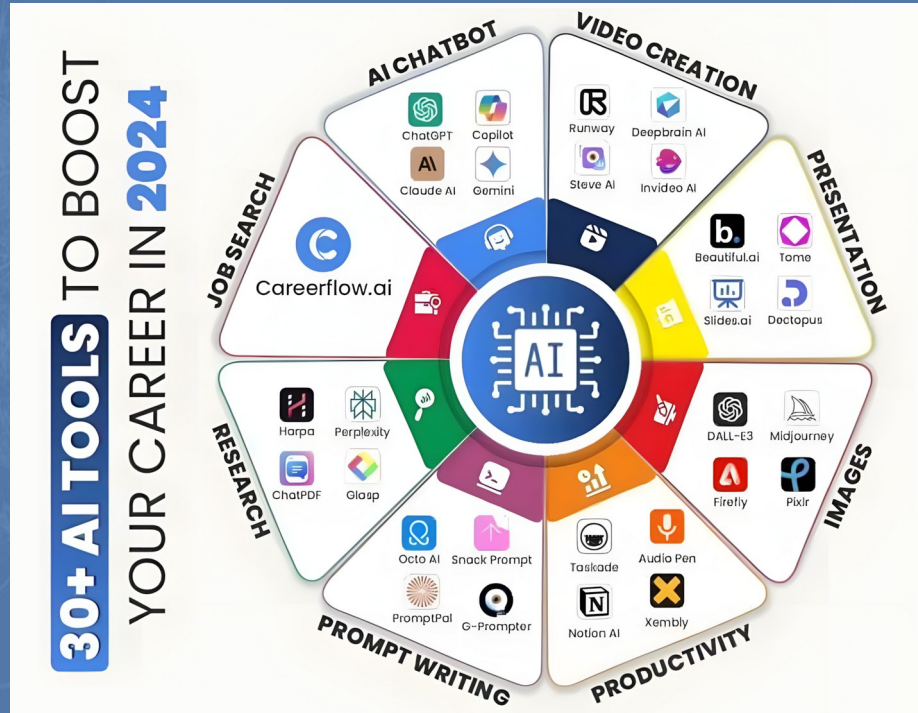 30+ AI TOOLS TO BOOST
YOUR CAREER IN 2024
AI CHATBOT
ChatGPT Copilot
Claude AI Gemini
VIDEO CREATION
Runway Deepbrain AI
Steve AI Invideo AI
PRESENTATION
Beautiful.ai Tome
Slides.ai Doctopus
IMAGES
DALL-E3 Midjourney
Firefly Pixlr
PRODUCTIVITY
Taskade Audio Pen
Notion AI Xembly
PROMPT WRITING
Octo AI Snack Prompt
PromptPal G-Prompter
RESEARCH
Harpa Perplexity
ChatPDF Glasp
JOB SEARCH
Careerflow.ai
AI